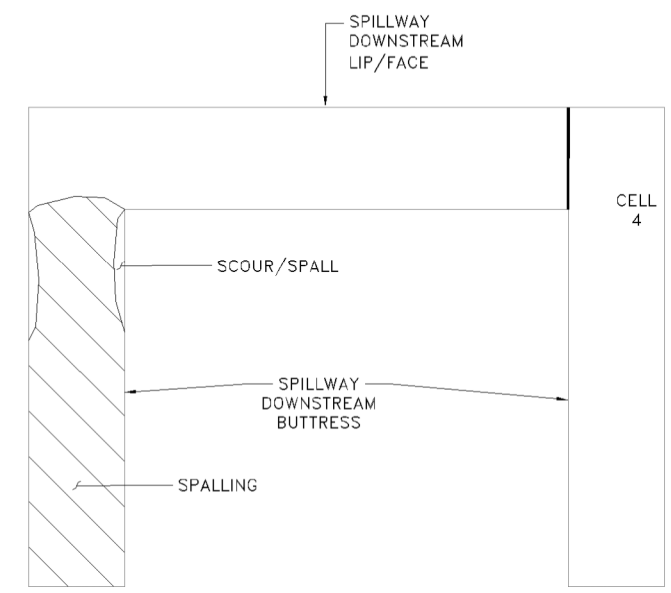 SPILLWAY
DOWNSTREAM
LIP/FACE
CELL
4
SCOUR/SPALL
SPILLWAY
DOWNSTREAM
BUTTRESS
SPALLING